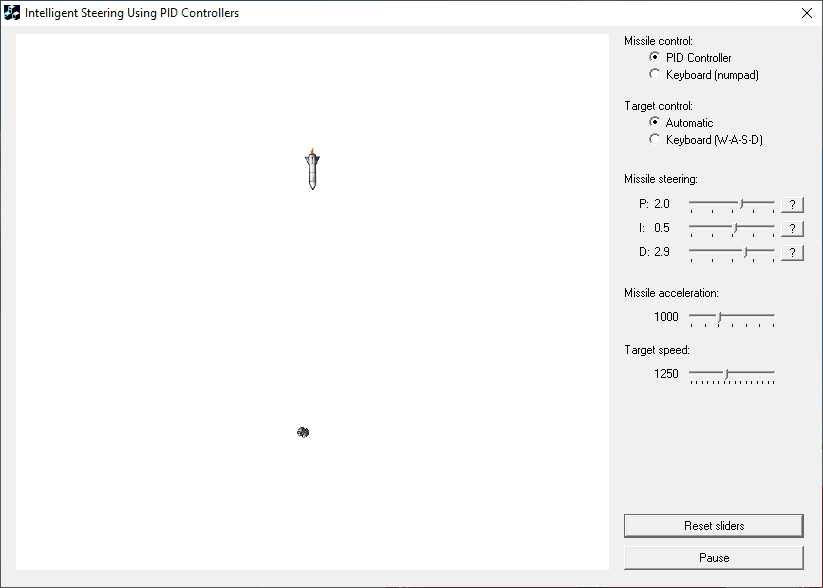 Intelligent Steering Using PID Controllers
Missile control:
PID Controller
Keyboard (numpad)
Target control:
Automatic
Keyboard (W-A-S-D)
Missile steering:
P: 2.0 ?
I: 0.5 ?
D: 2.9 ?
Missile acceleration:
1000
Target speed:
1250
Reset sliders
Pause